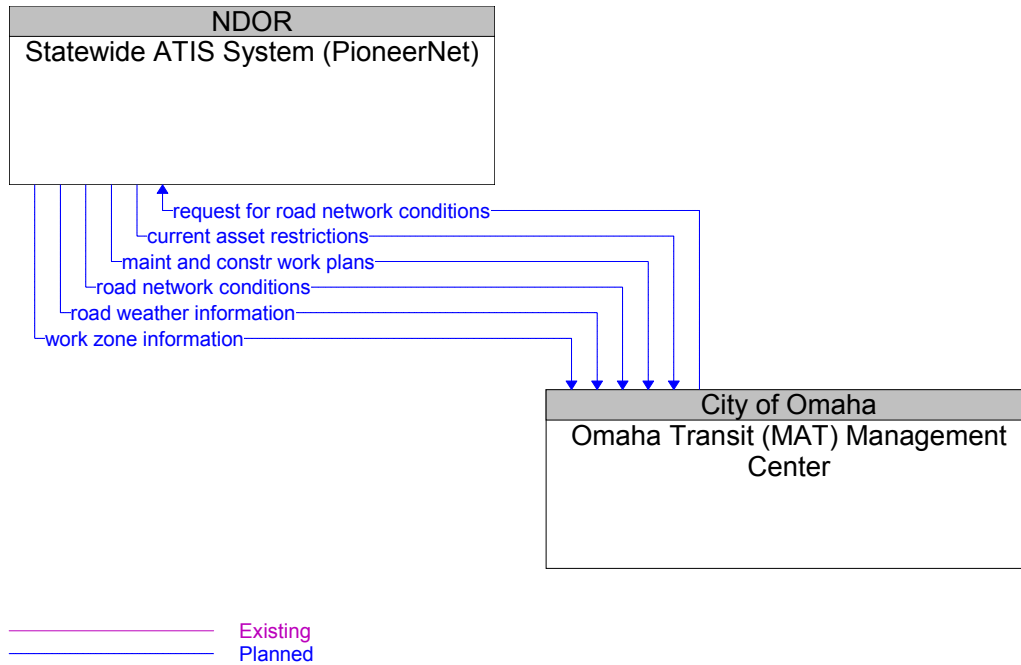 NDOR
Statewide ATIS System (PioneerNet)
request for road network conditions
current asset restrictions
maint and constr work plans
road network conditions
road weather information
work zone information
City of Omaha
Omaha Transit (MAT) Management
Center
Existing
Planned